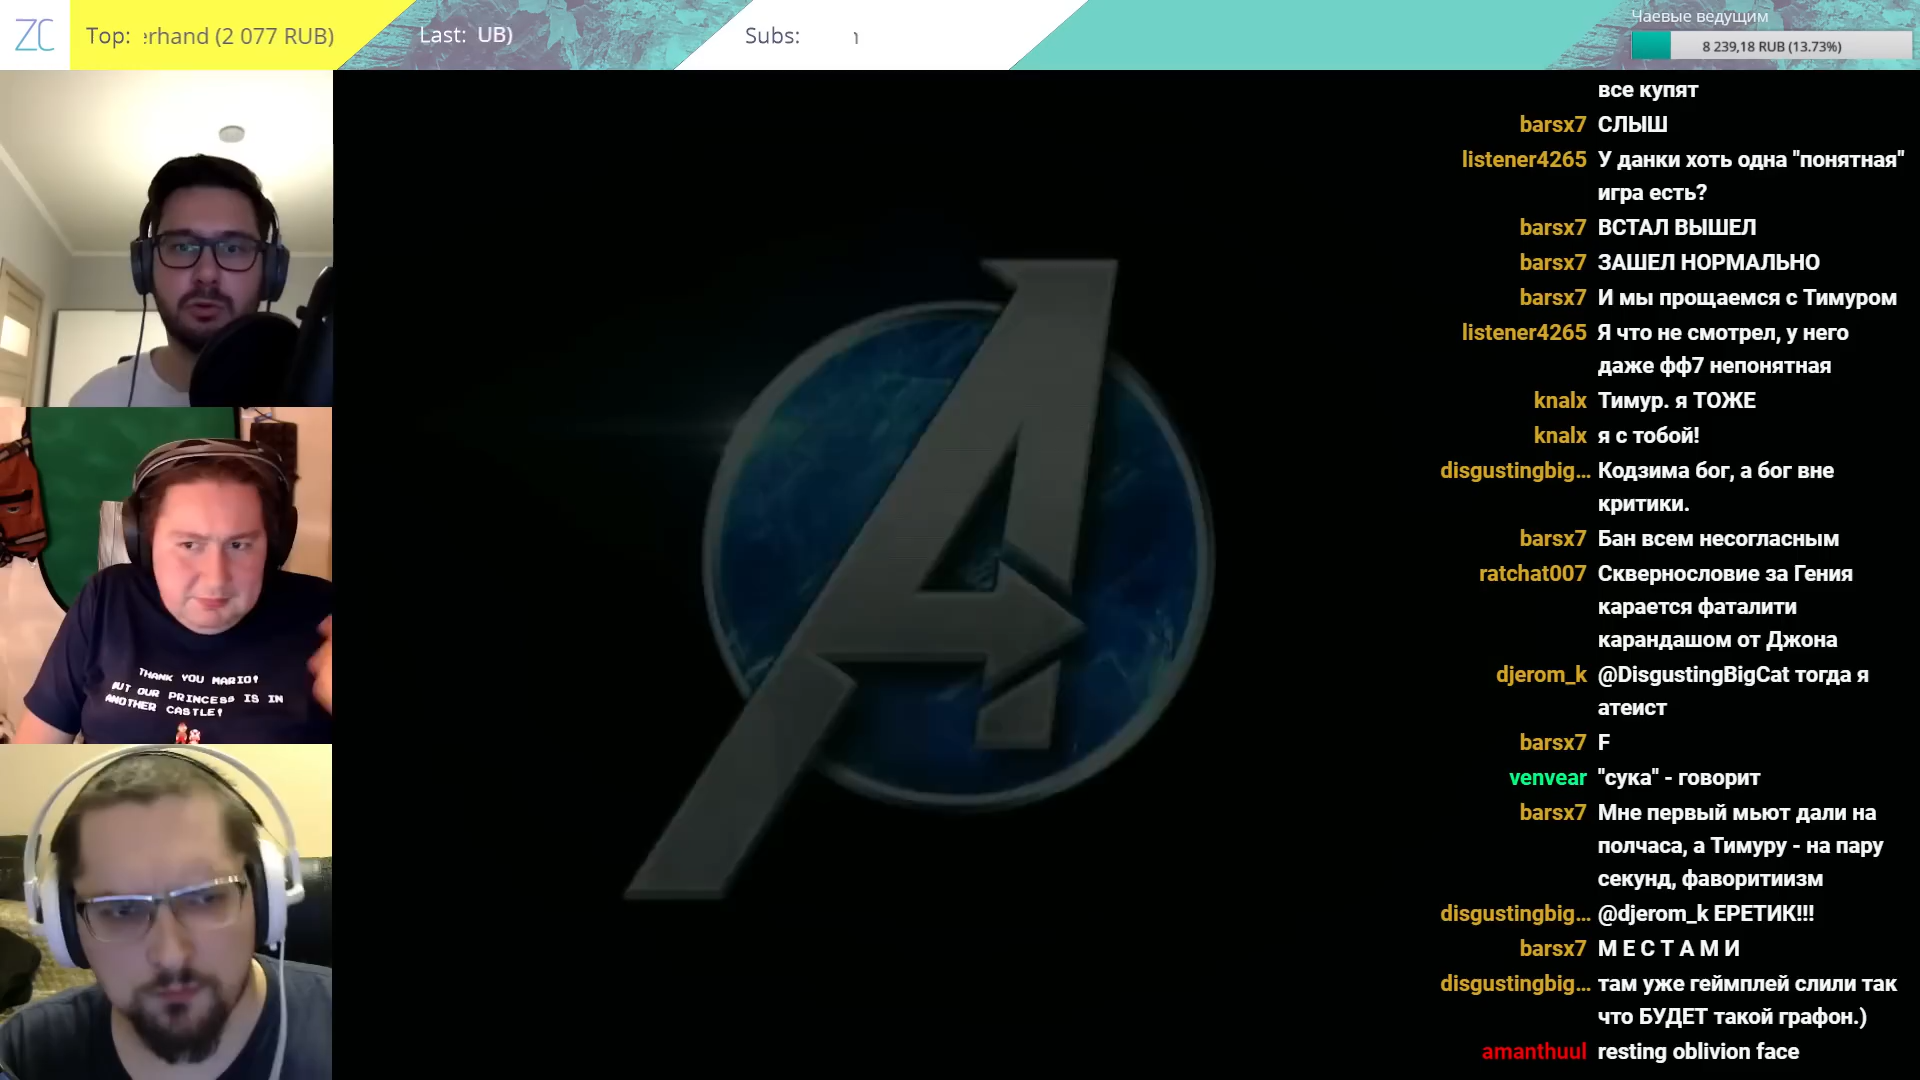 ZC
Top: erhand (2 077 RUB)
Last: UB)
Subs:
Чаевые ведущим
8 239,18 RUB (13.73%)
все купят
barsx7 СЛЫШ
listener4265 У данки хоть одна "понятная"
игра есть?
barsx7 ВСТАЛ ВЫШЕЛ
barsx7 ЗАШЕЛ НОРМАЛЬНО
barsx7 И мы прощаемся с Тимуром
listener4265 Я что не смотрел, у него
даже фф7 непонятная
knalx Тимур. я ТОЖЕ
knalx я с тобой!
disgustingbig... Кодзима бог, а бог вне
критики.
barsx7 Бан всем несогласным
ratchat007 Сквернословие за Гения
карается фаталити
карандашом от Джона
djerom_k @DisgustingBigCat тогда я
атеист
barsx7 F
venvear "сука" - говорит
barsx7 Мне первый мьют дали на
полчаса, а Тимуру - на пару
секунд, фаворитиизм
disgustingbig... @djerom_k ЕРЕТИК!!!
barsx7 М Е С Т А М И
disgustingbig... там уже геймплей слили так
что БУДЕТ такой графон.)
amanthuul resting oblivion face
THANK YOU MARIO!
BUT OUR PRINCESS IS IN
ANOTHER CASTLE!
A